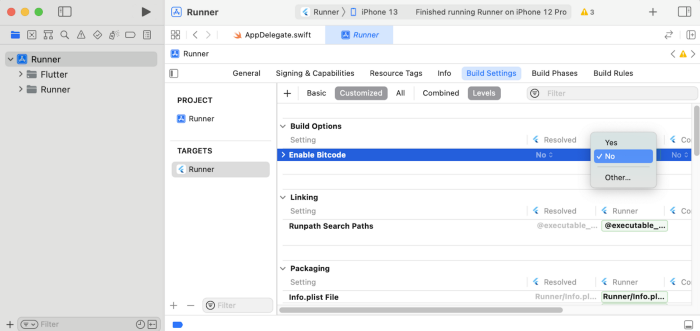 Runner
Runner 〉 iPhone 13
Finished running Runner on iPhone 12 Pro
3
AppDelegate.swift
Runner
Runner
General
Signing & Capabilities
Resource Tags
Info
Build Settings
Build Phases
Build Rules
Runner
Flutter
Runner
PROJECT
Runner
TARGETS
Runner
Basic
Customized
All
Combined
Levels
Filter
Build Options
Setting
Resolved
Co
Enable Bitcode
No
No
Yes
No
Other...
Linking
Setting
Resolved
Runner
Co
Runpath Search Paths
@executable_...
@executable_...
Packaging
Setting
Resolved
Runner
Co
Info.plist File
Runner/Info.pl...
Runner/Info.pl...
Filter
Filter